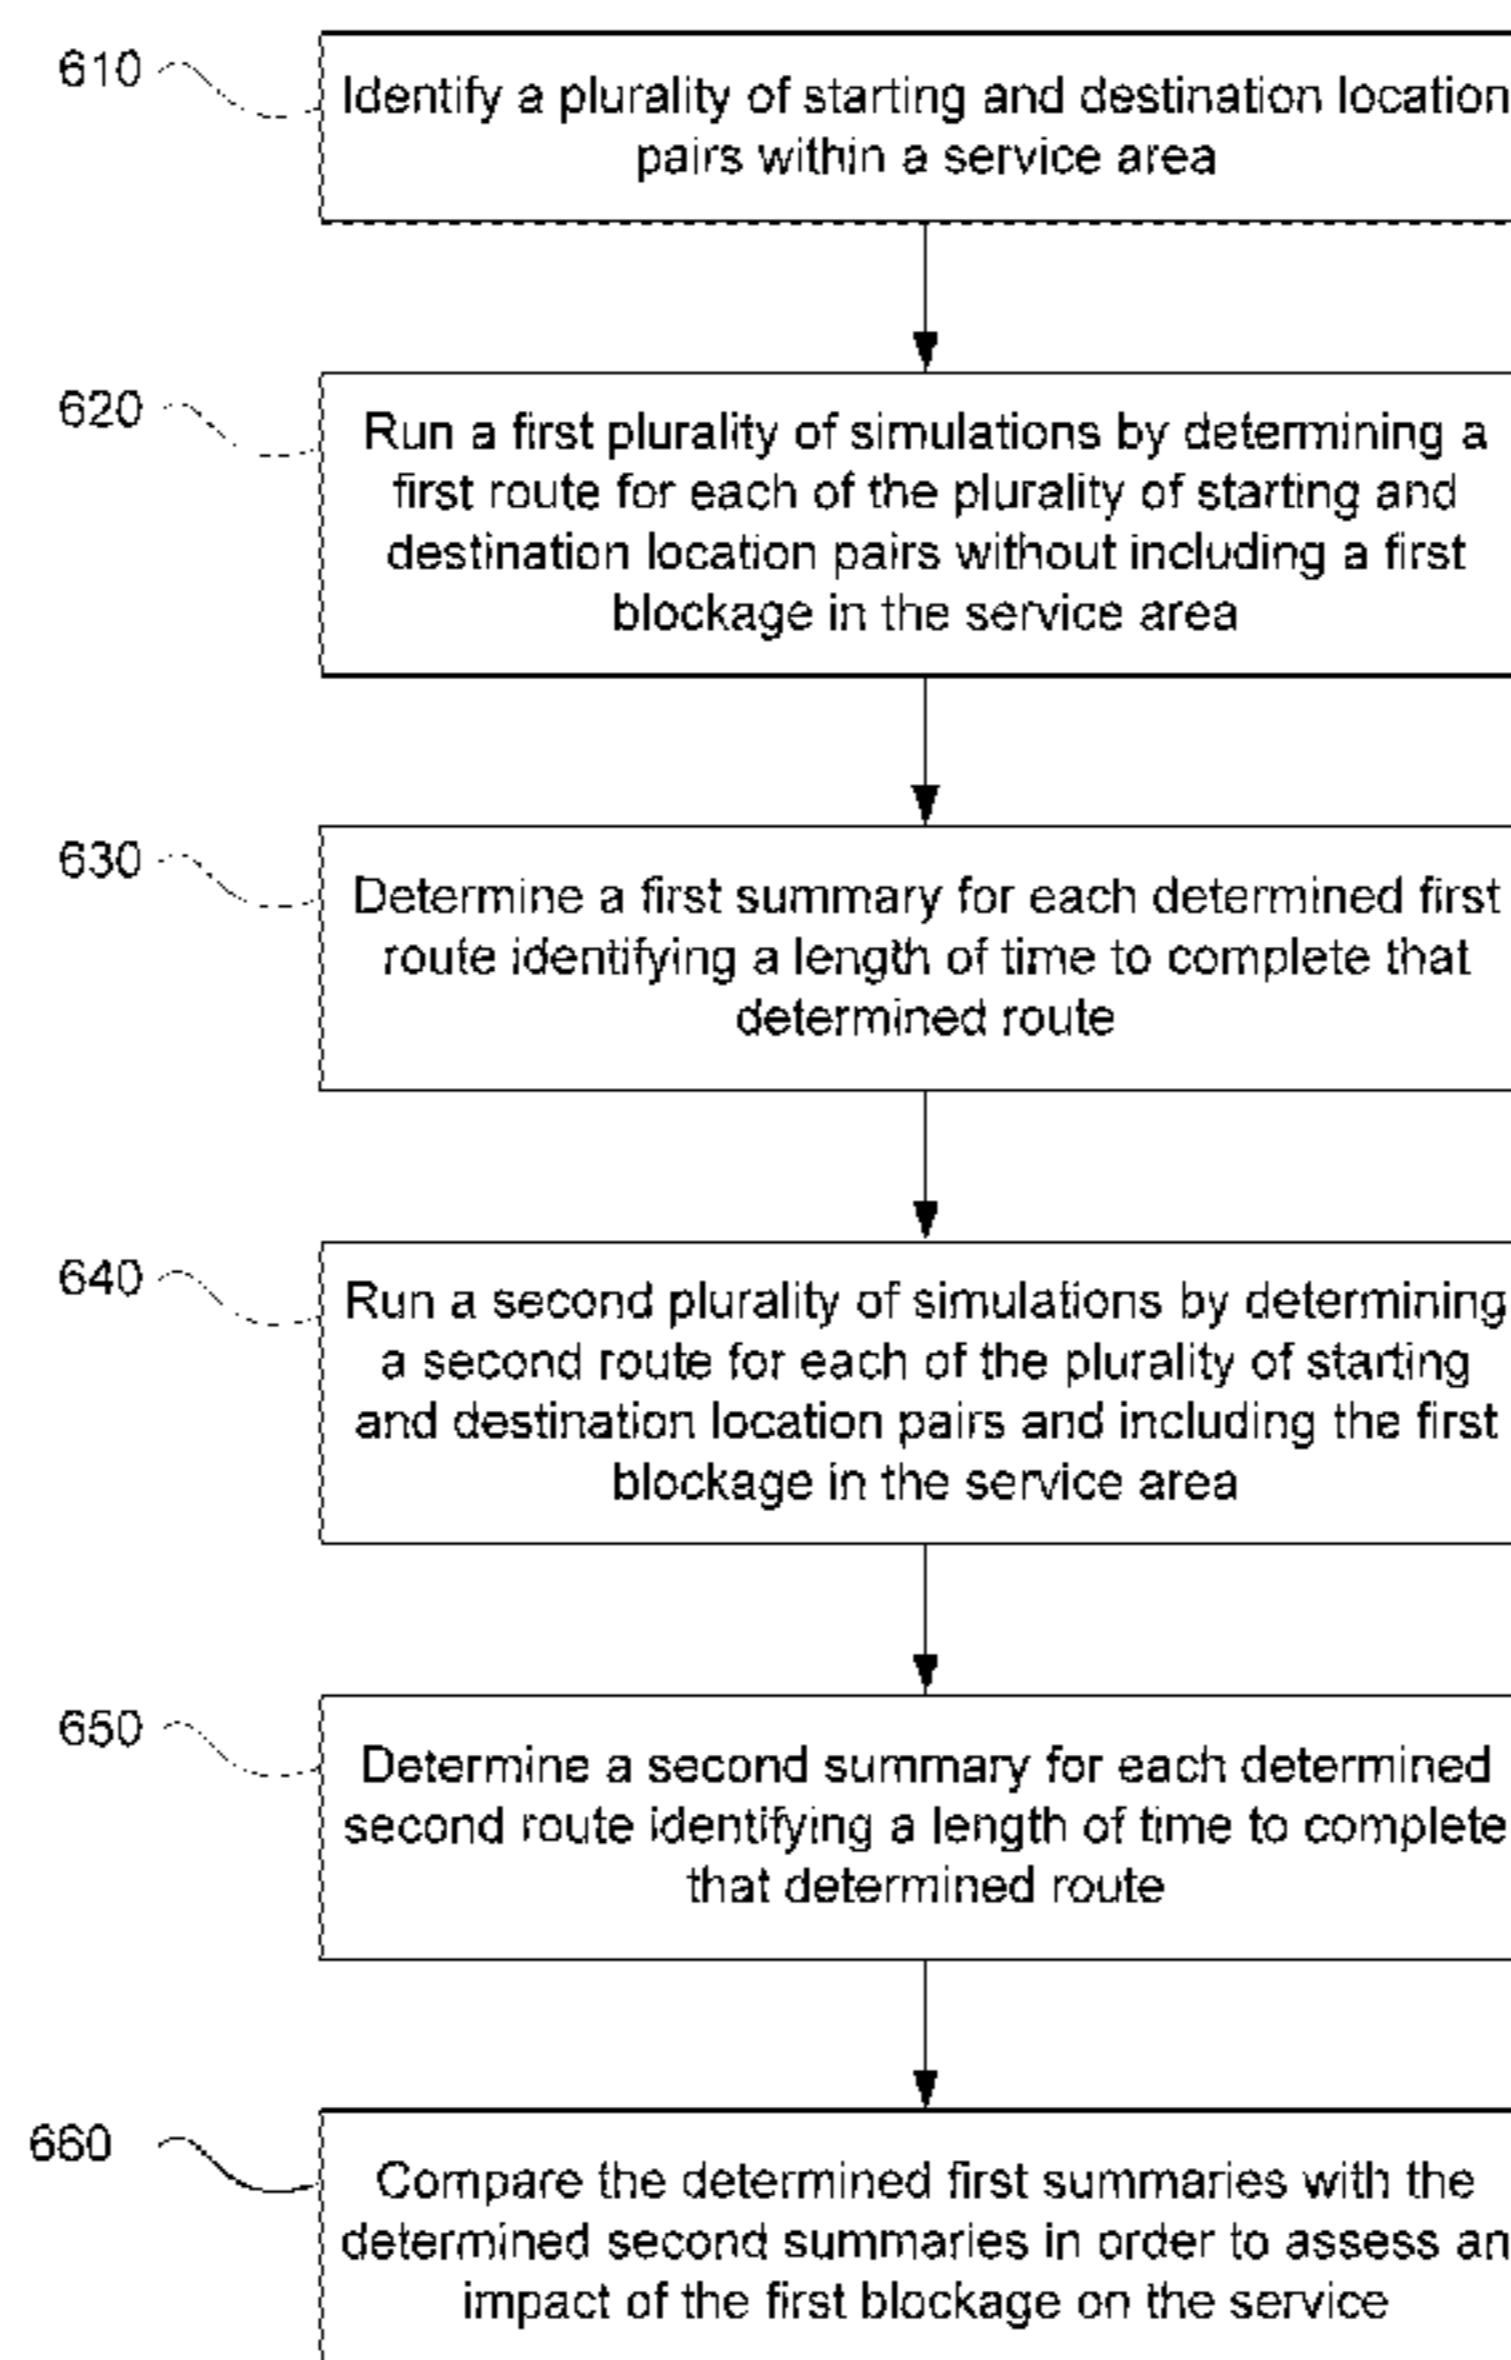 610
Identify a plurality of starting and destination location
pairs within a service area
620
Run a first plurality of simulations by determining a
first route for each of the plurality of starting and
destination location pairs without including a first
blockage in the service area
630
Determine a first summary for each determined first
route identifying a length of time to complete that
determined route
640
Run a second plurality of simulations by determining
a second route for each of the plurality of starting
and destination location pairs and including the first
blockage in the service area
650
Determine a second summary for each determined
second route identifying a length of time to complete
that determined route
660
Compare the determined first summaries with the
determined second summaries in order to assess an
impact of the first blockage on the service